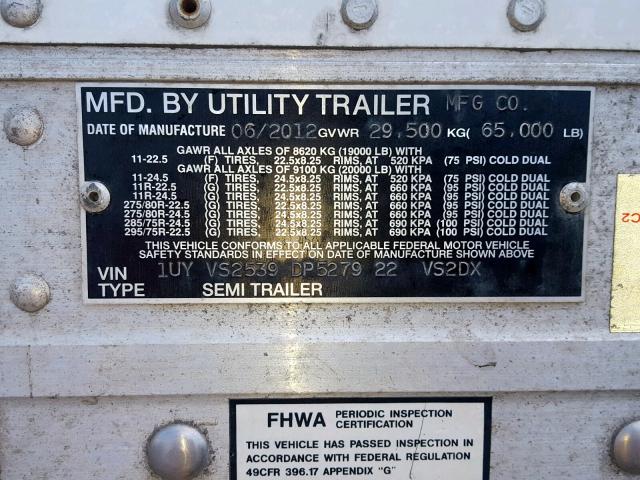 MFD. BY UTILITY TRAILER MFG CO.
DATE OF MANUFACTURE 06/2012 GVWR 29,500 KG( 65,000 LB)
GAWR ALL AXLES OF 8620 KG (19000 LB) WITH
11-22.5 (F) TIRES, 22.5x8.25 RIMS, AT 520 KPA (75 PSI) COLD DUAL
GAWR ALL AXLES OF 9100 KG (20000 LB) WITH
11-24.5 (F) TIRES, 24.5x8.25 RIMS, AT 520 KPA (75 PSI) COLD DUAL
11R-22.5 (G) TIRES, 22.5x8.25 RIMS, AT 660 KPA (95 PSI) COLD DUAL
11R-24.5 (G) TIRES, 24.5x8.25 RIMS, AT 660 KPA (95 PSI) COLD DUAL
275/80R-22.5 (G) TIRES, 22.5x8.25 RIMS, AT 660 KPA (95 PSI) COLD DUAL
275/80R-24.5 (G) TIRES, 24.5x8.25 RIMS, AT 660 KPA (95 PSI) COLD DUAL
285/75R-24.5 (G) TIRES, 24.5x8.25 RIMS, AT 690 KPA (100 PSI) COLD DUAL
295/75R-22.5 (G) TIRES, 22.5x8.25 RIMS, AT 690 KPA (100 PSI) COLD DUAL
THIS VEHICLE CONFORMS TO ALL APPLICABLE FEDERAL MOTOR VEHICLE
SAFETY STANDARDS IN EFFECT ON DATE OF MANUFACTURE SHOWN ABOVE
VIN 1UY VS2539 DP5279 22 VS2DX
TYPE SEMI TRAILER
C2
FHWA PERIODIC INSPECTION
CERTIFICATION
THIS VEHICLE HAS PASSED INSPECTION IN
ACCORDANCE WITH FEDERAL REGULATION
49CFR 396.17 APPENDIX "G"